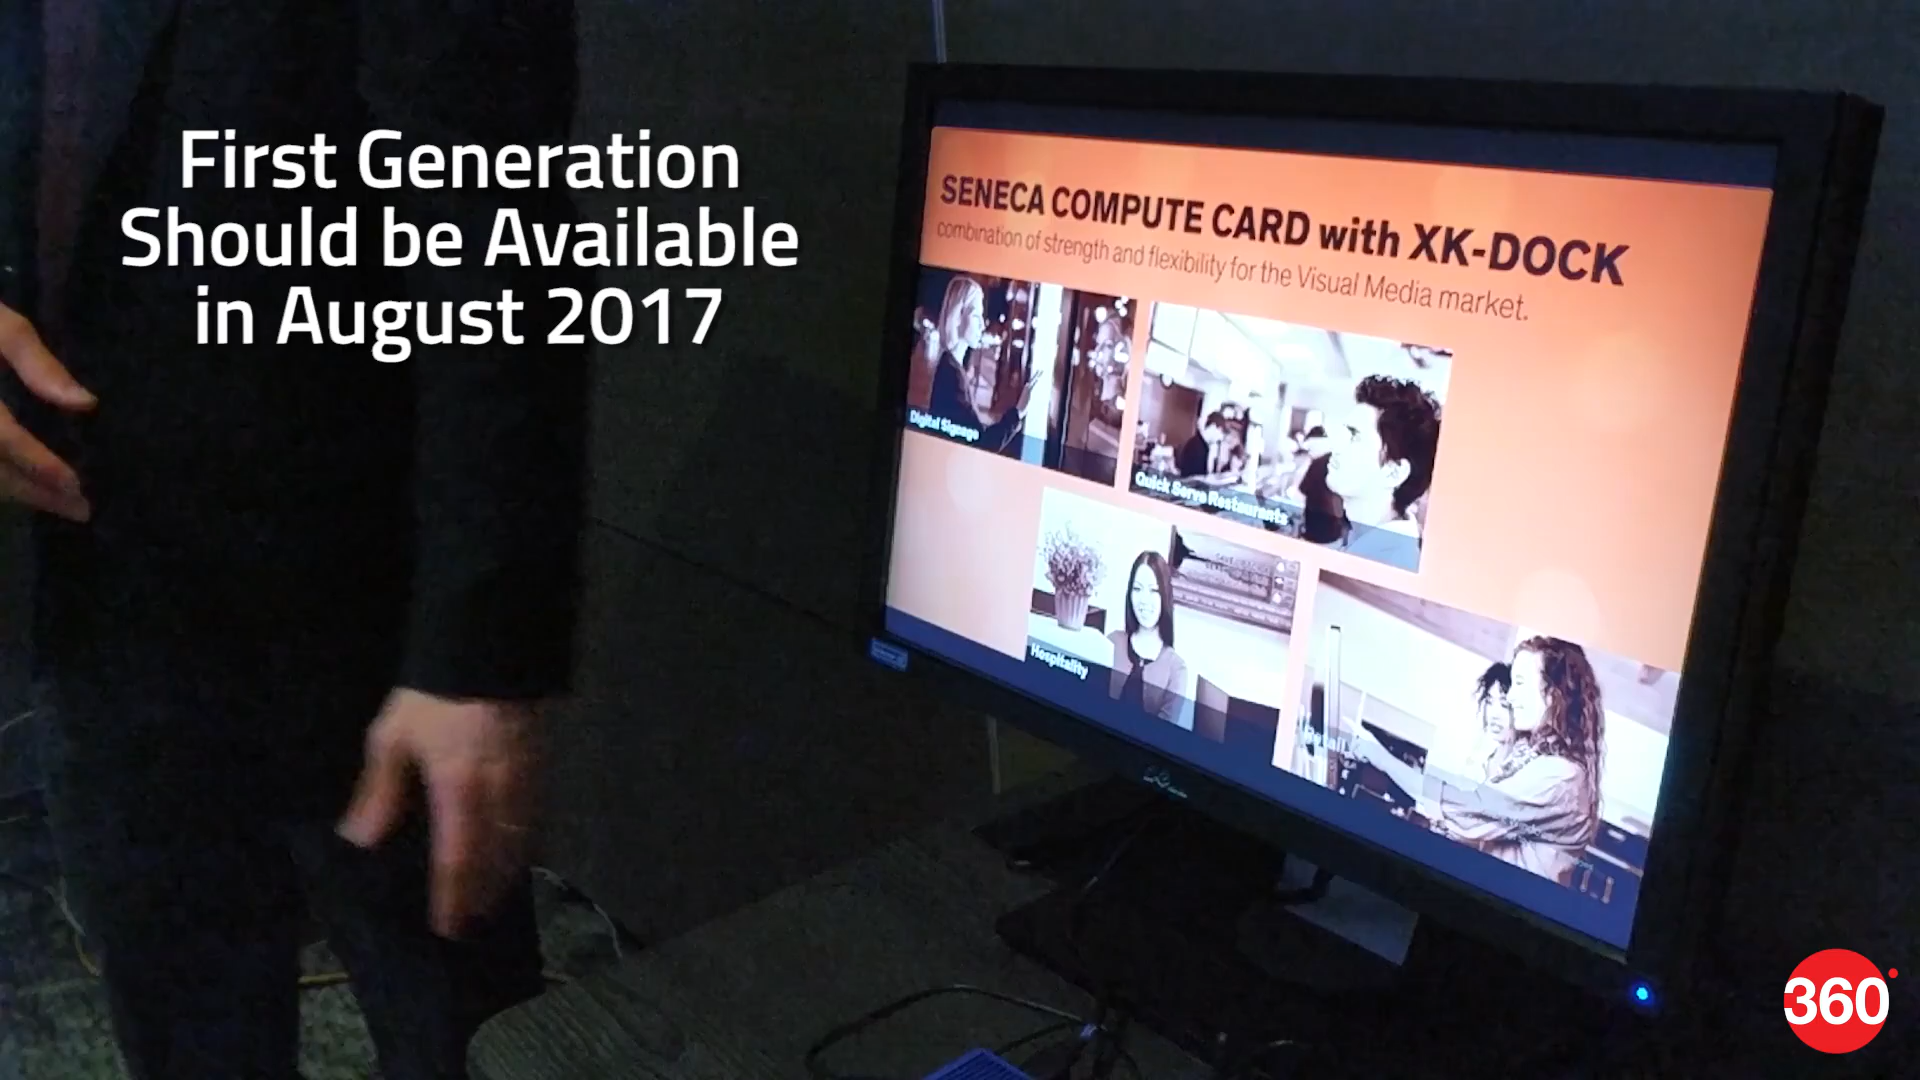 First Generation
Should be Available
in August 2017
SENECA COMPUTE CARD with XK-DOCK
combination of strength and flexibility for the Visual Media market.
Digital Signage
Quick Serve Restaurants
Hospitality
Retail
360